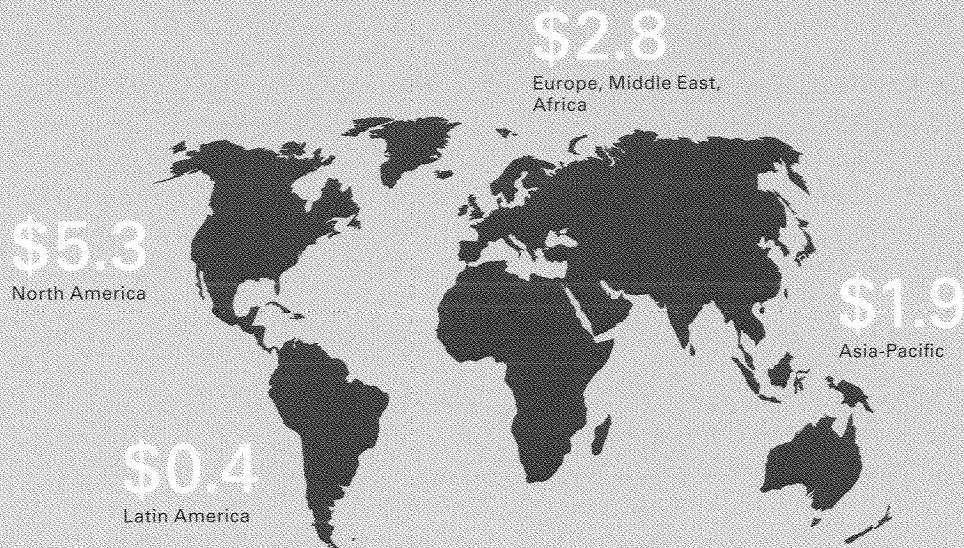 $2.8
Europe, Middle East,
Africa
$5.3
North America
$1.9
Asia-Pacific
$0.4
Latin America